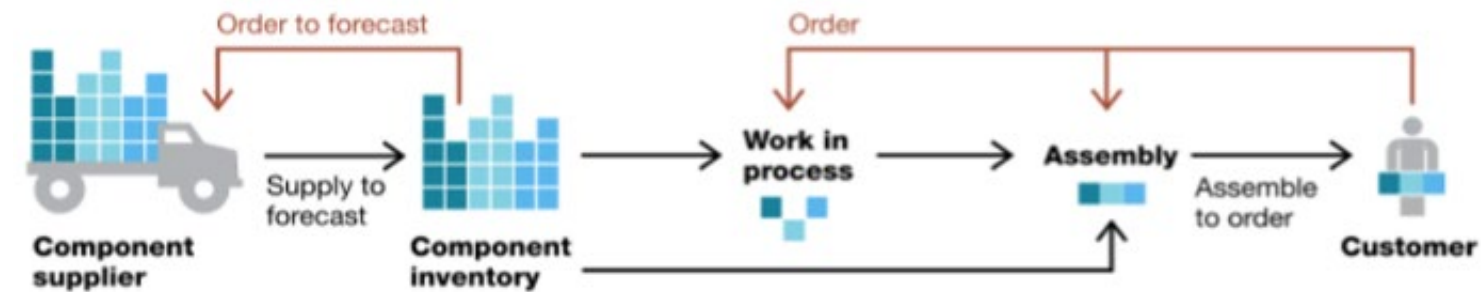 Order to forecast
Order
Work in
process
Assembly
Supply to
forecast
Assemble
to order
Component
supplier
Component
inventory
Customer